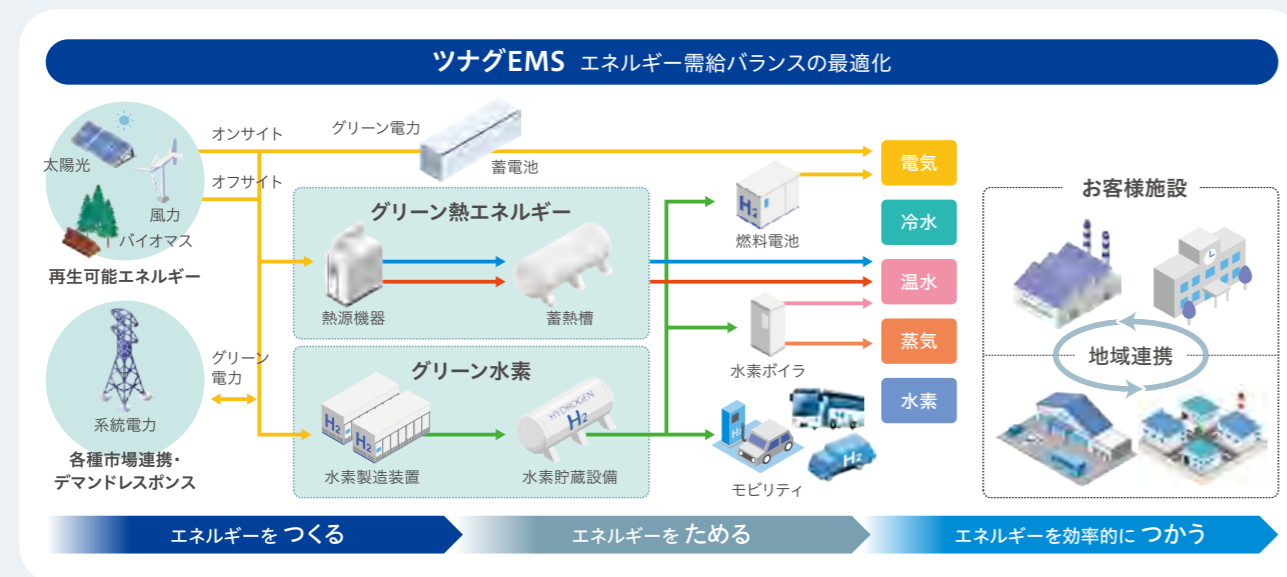 ツナグEMS エネルギー需給バランスの最適化
オンサイト
グリーン電力
太陽光
オフサイト
風力
バイオマス
再生可能エネルギー
蓄電池
グリーン熱エネルギー
熱源機器
蓄熱槽
グリーン
電力
系統電力
各種市場連携・
デマンドレスポンス
グリーン水素
H2
H2
水素製造装置
HYDROGEN
H2
水素貯蔵設備
H2
燃料電池
水素ボイラ
H2
H2
モビリティ
電気
冷水
温水
蒸気
水素
お客様施設
地域連携
エネルギーを つくる
エネルギーを ためる
エネルギーを効率的に つかう